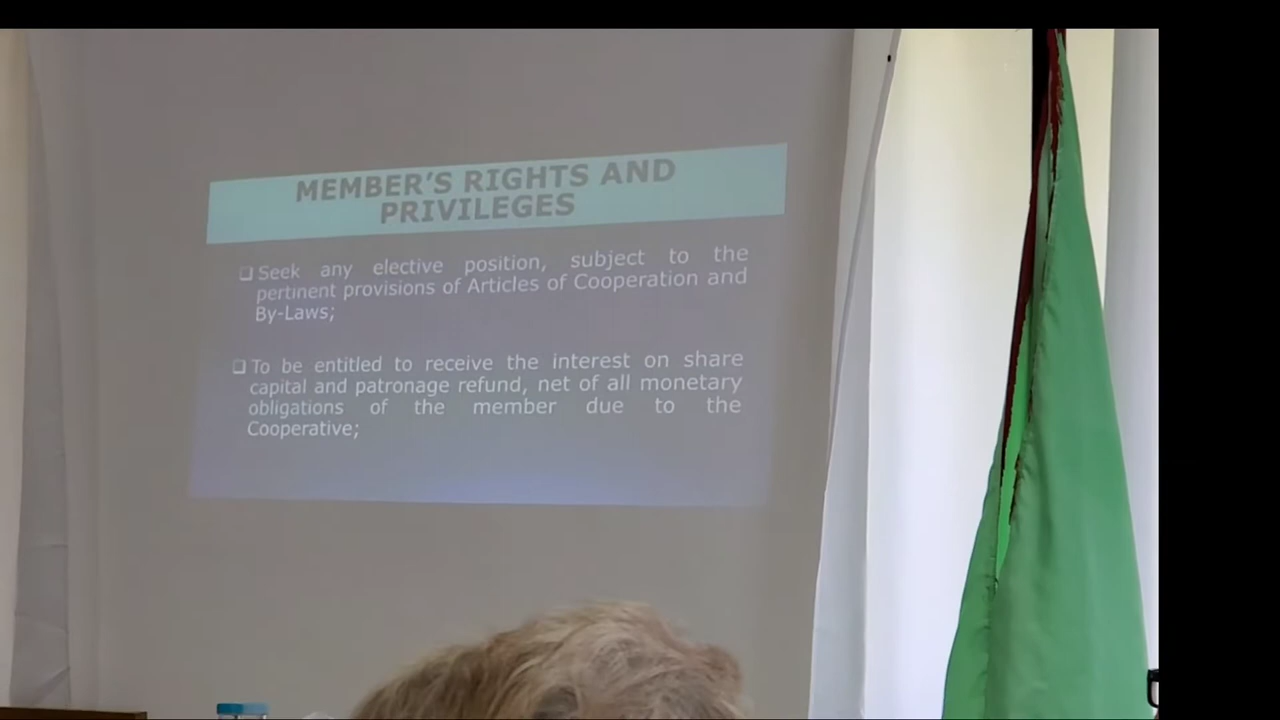 MEMBER'S RIGHTS AND
PRIVILEGES
❑ Seek any elective position, subject to the
pertinent provisions of Articles of Cooperation and
By-Laws;
❑ To be entitled to receive the interest on share
capital and patronage refund, net of all monetary
obligations of the member due to the
Cooperative;